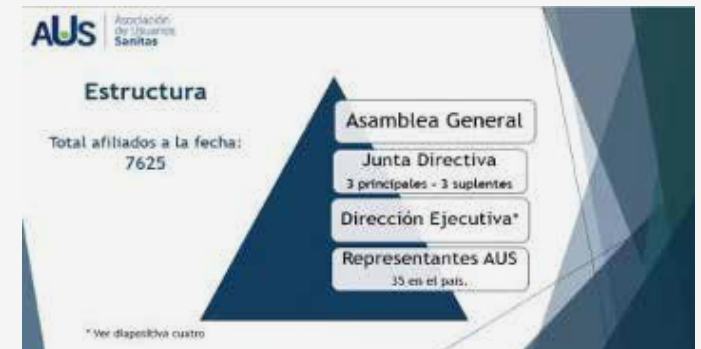 AUS
Asociación
de Usuarios
Sanitas
Estructura
Total afiliados a la fecha:
7625
Asamblea General
Junta Directiva
3 principales - 3 suplentes
Dirección Ejecutiva*
Representantes AUS
35 en el país.
* Ver diapositiva cuatro